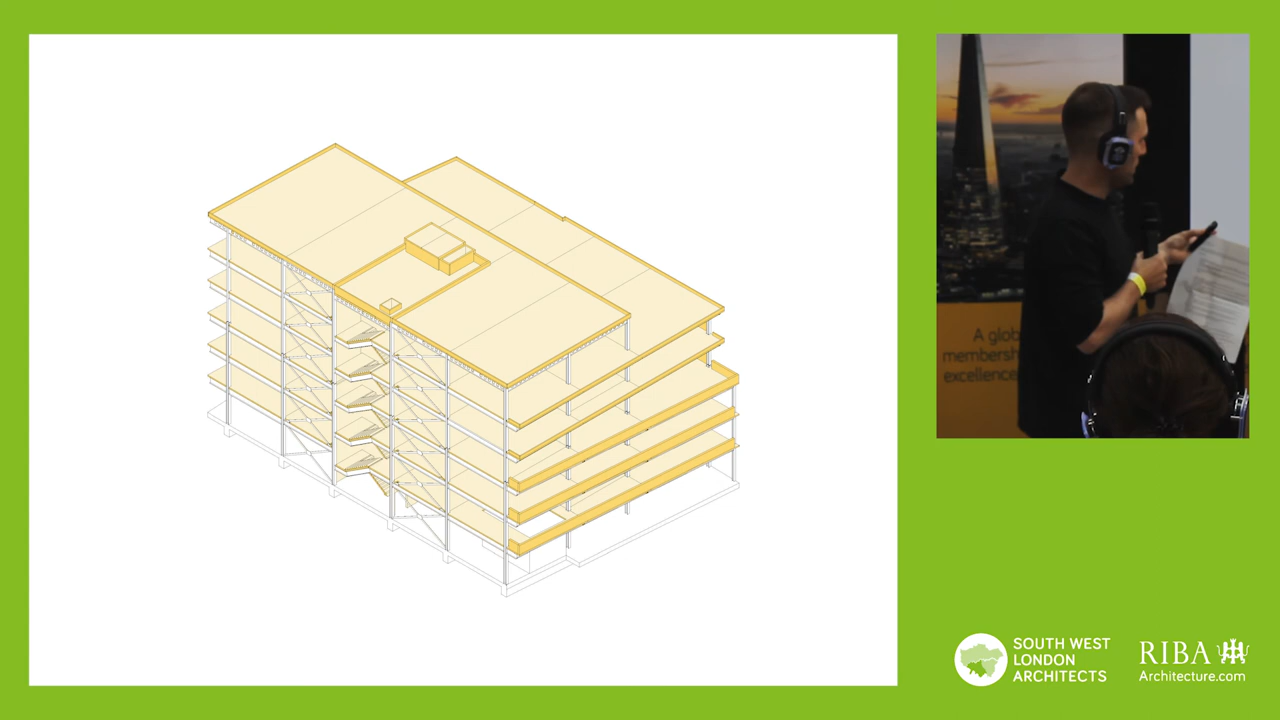 A glob
membersh
excellence
SOUTH WEST
LONDON
ARCHITECTS
RIBA
Architecture.com